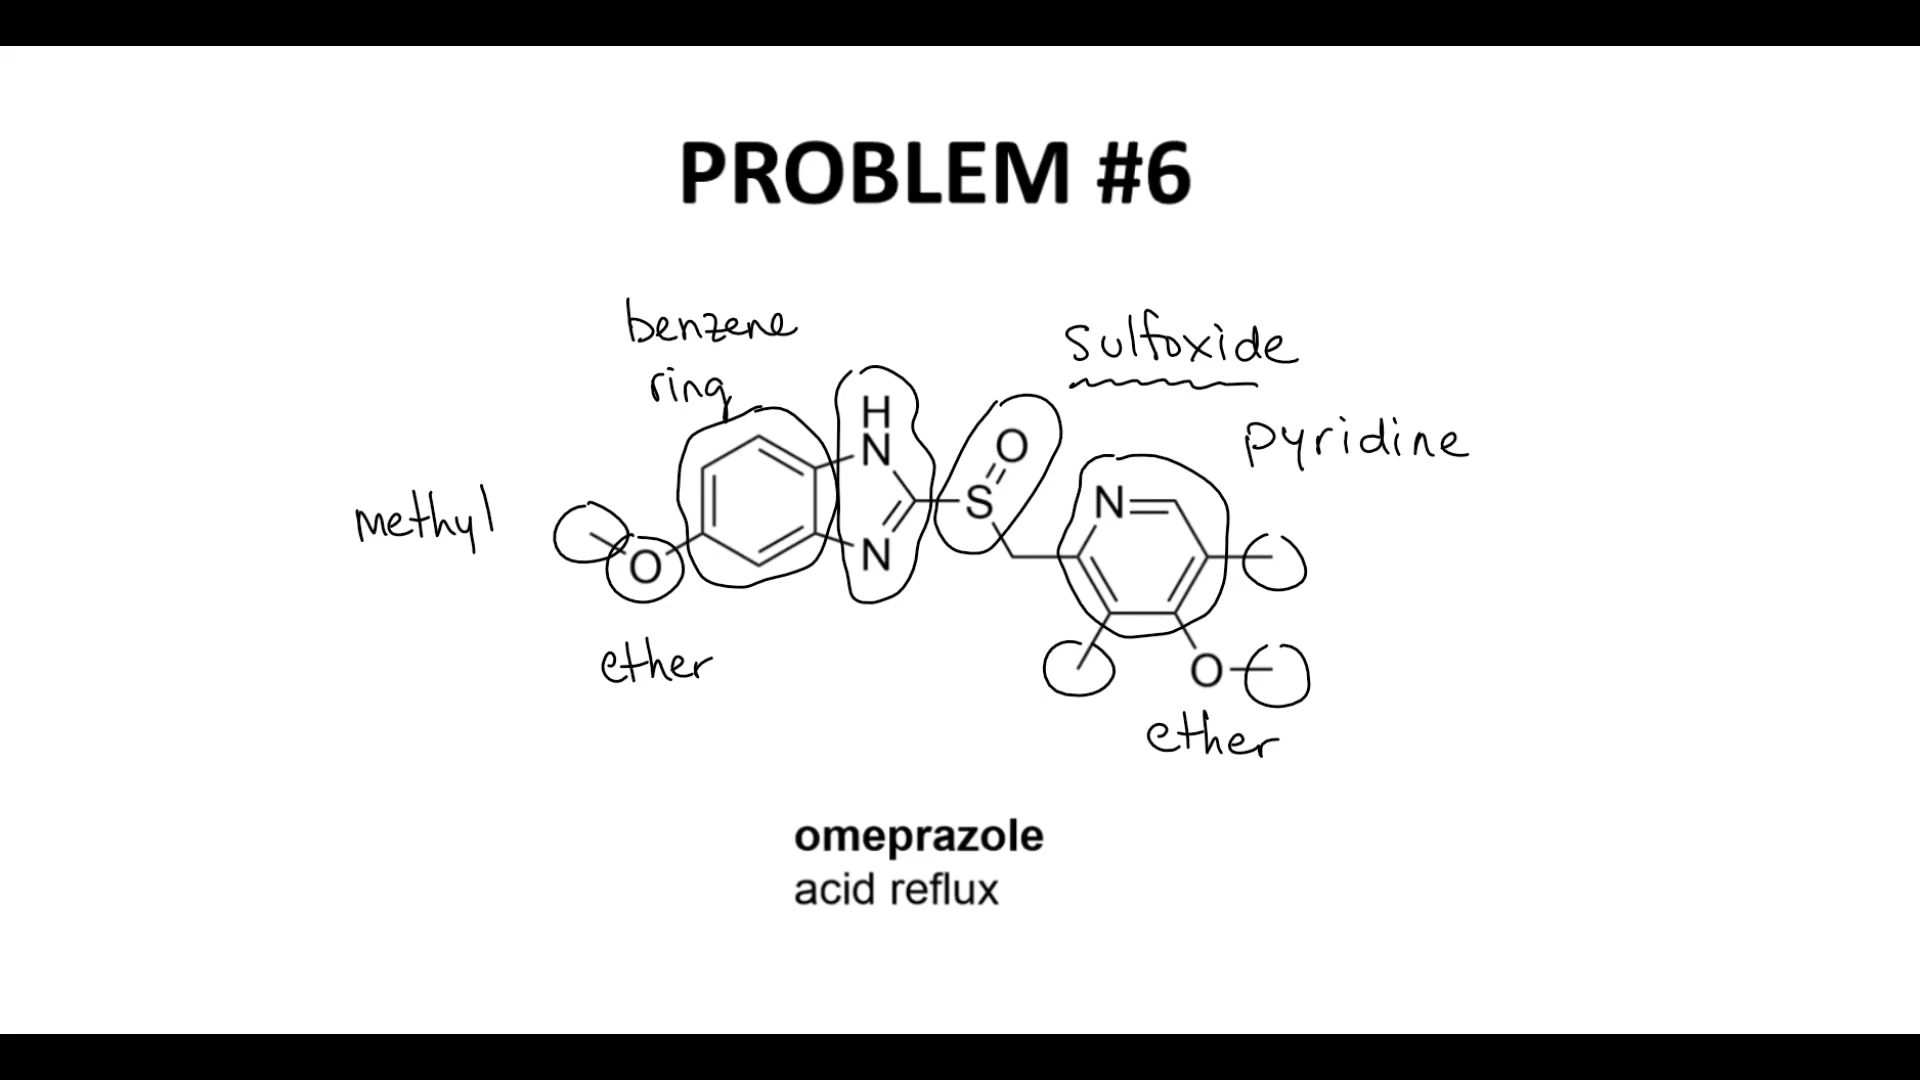 PROBLEM #6
benzene
ring
sulfoxide
pyridine
methyl
H
N
O
S
N
N
O
O
ether
ether
omeprazole
acid reflux